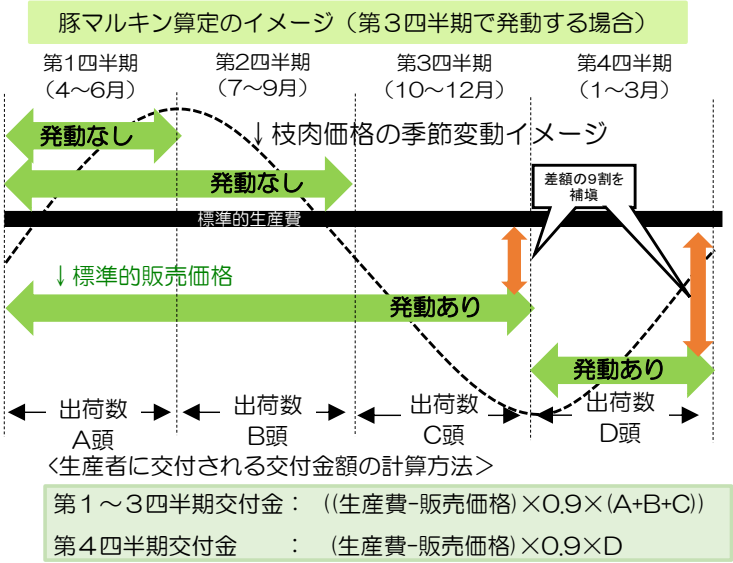 豚マルキン算定のイメージ（第３四半期で発動する場合）
第1四半期
（4～6月）
第2四半期
（7～9月）
第3四半期
（10～12月）
第4四半期
（1～3月）
発動なし
↓枝肉価格の季節変動イメージ
発動なし
差額の9割を
補塡
標準的生産費
↓標準的販売価格
発動あり
発動あり
出荷数
A頭
出荷数
B頭
出荷数
C頭
出荷数
D頭
<生産者に交付される交付金額の計算方法＞
第１～３四半期交付金： ((生産費-販売価格)×0.9×(A+B+C))
第４四半期交付金 ： (生産費-販売価格)×0.9×D